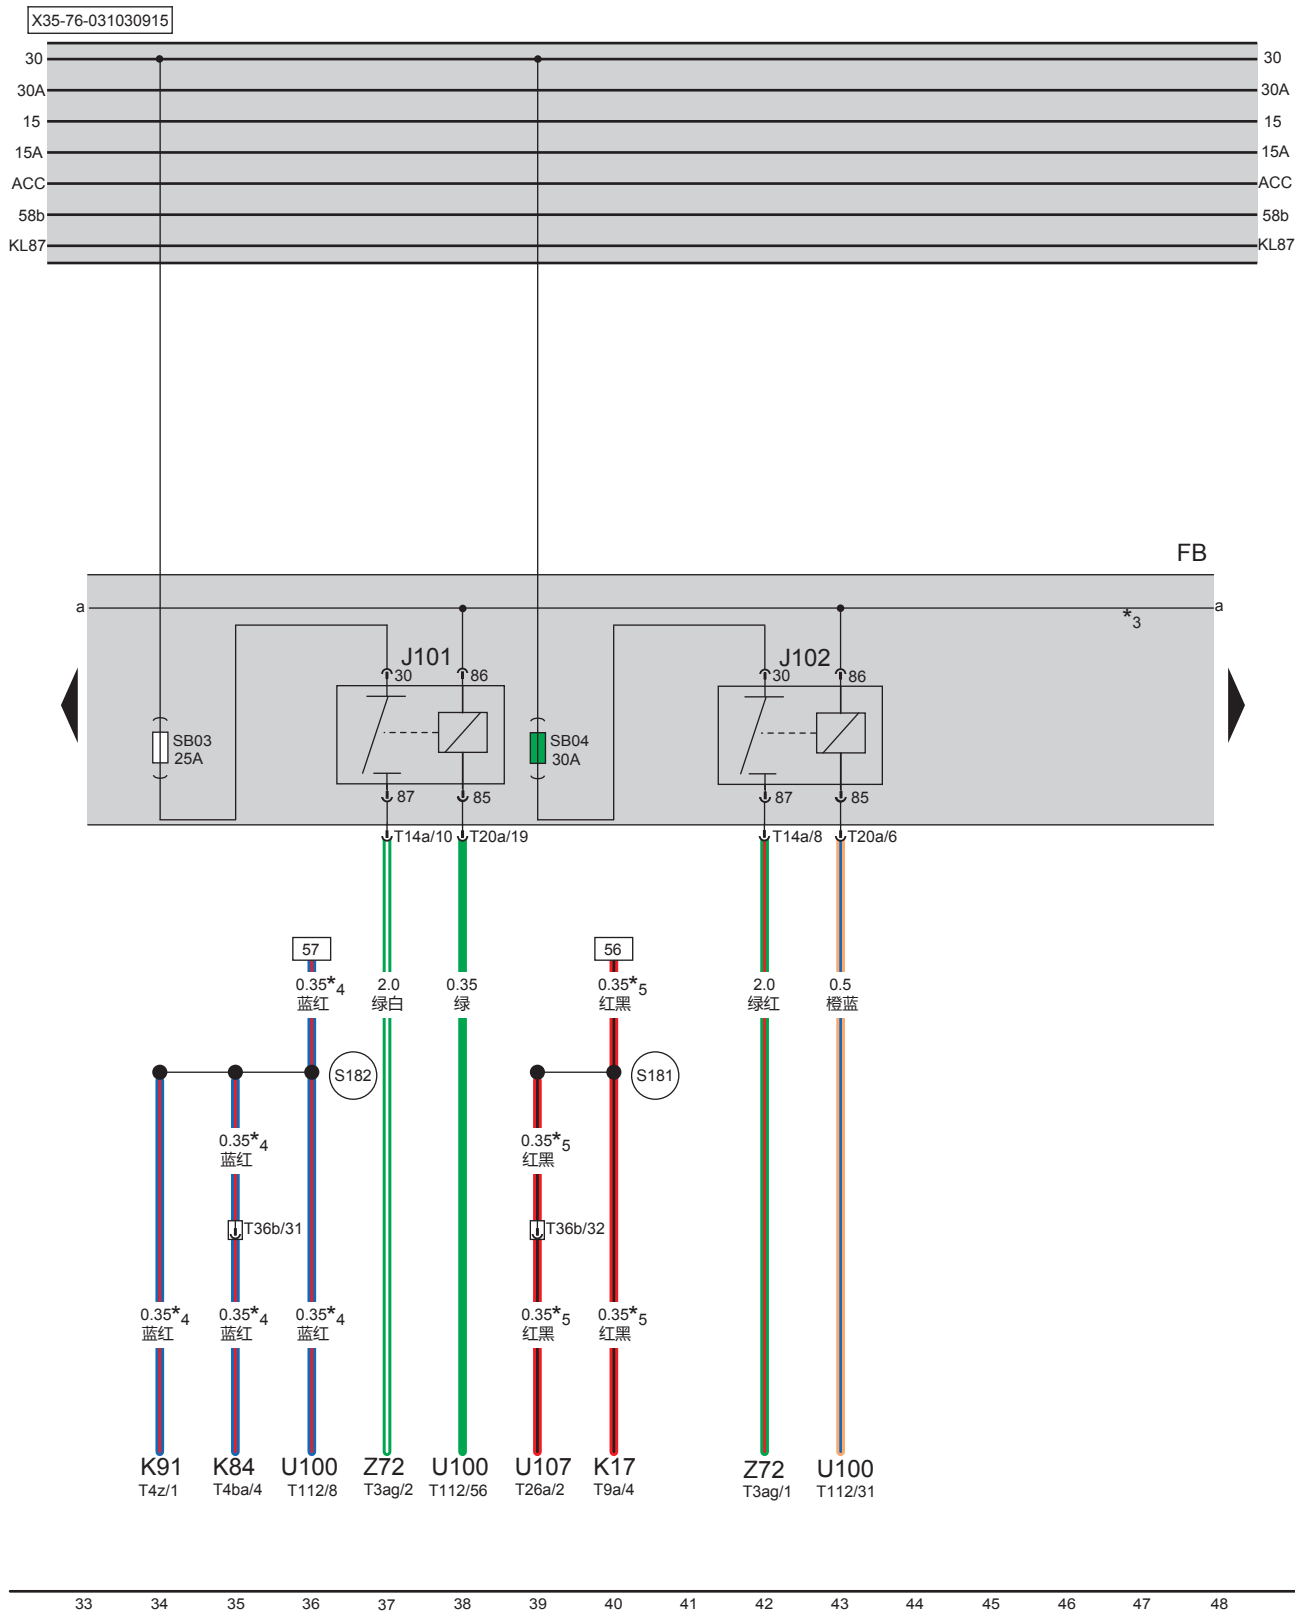 X35-76-031030915
30 30
30A 30A
15 15
15A 15A
ACC ACC
58b 58b
KL87 KL87
FB
a a
*3
J101 J102
30 86 30 86
SB03 SB04
25A 30A
87 85 87 85
T14a/10 T20a/19 T14a/8 T20a/6
57 56
0.35*4 2.0 0.35 0.35*5 2.0 0.5
蓝红 绿白 绿 红黑 绿红 橙蓝
S182 S181
0.35*4 0.35*5
蓝红 红黑
T36b/31 T36b/32
0.35*4 0.35*4 0.35*4 0.35*5 0.35*5
蓝红 蓝红 蓝红 红黑 红黑
K91 K84 U100 Z72 U100 U107 K17 Z72 U100
T4z/1 T4ba/4 T112/8 T3ag/2 T112/56 T26a/2 T9a/4 T3ag/1 T112/31
33 34 35 36 37 38 39 40 41 42 43 44 45 46 47 48